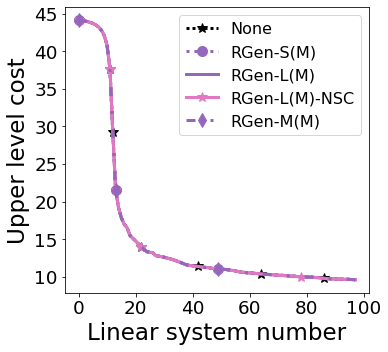 45
40
35
30
25
20
15
10
Upper level cost
None
RGen-S(M)
RGen-L(M)
RGen-L(M)-NSC
RGen-M(M)
0 20 40 60 80 100
Linear system number